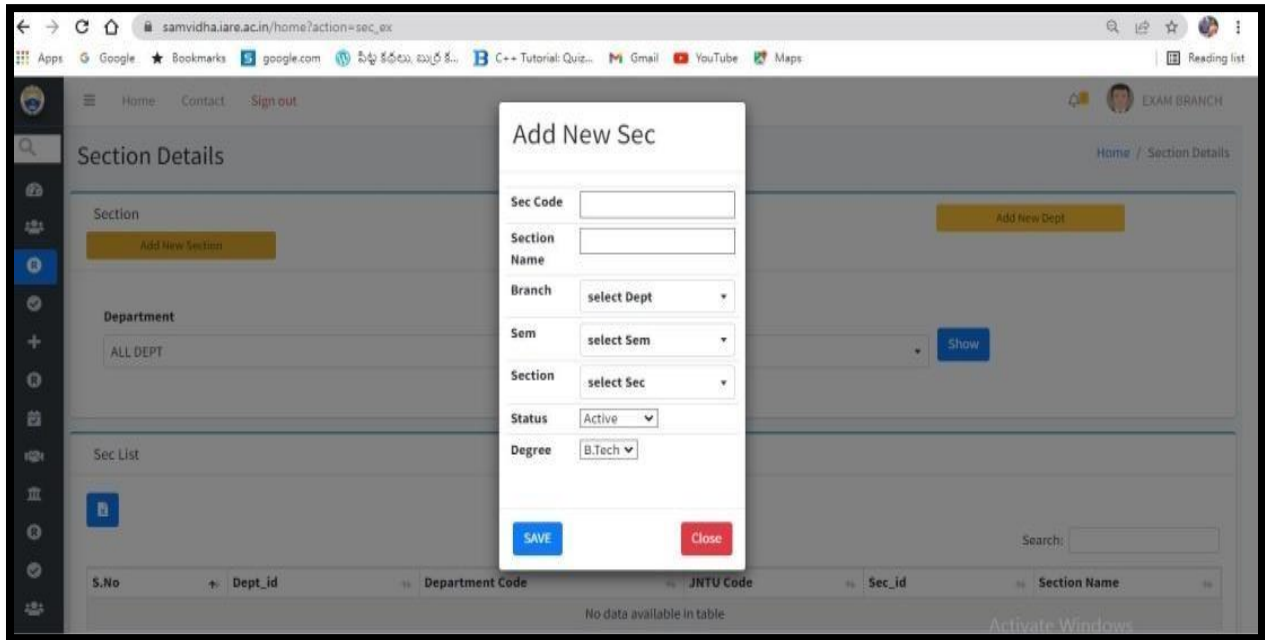 samvidha.iare.ac.in/home?action=sec_ex
Apps Google Bookmarks google.com పిట్ట కథలు, బుర్ర క... C++ Tutorial: Quiz... Gmail YouTube Maps Reading list
Home Contact Sign out EXAM BRANCH
Section Details Home / Section Details
Section Add New Dept
Add New Section
Department
ALL DEPT Show
Add New Sec
Sec Code
Section
Name
Branch select Dept
Sem select Sem
Section select Sec
Status Active
Degree B.Tech
SAVE Close
Sec List
Search:
S.No Dept_id Department Code JNTU Code Sec_id Section Name
No data available in table
Activate Windows